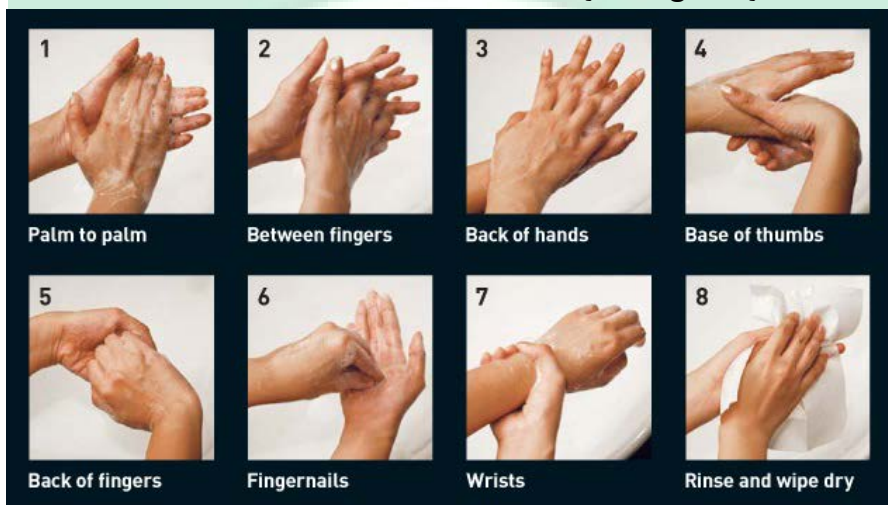 1
2
3
4
Palm to palm
Between fingers
Back of hands
Base of thumbs
5
6
7
8
Back of fingers
Fingernails
Wrists
Rinse and wipe dry